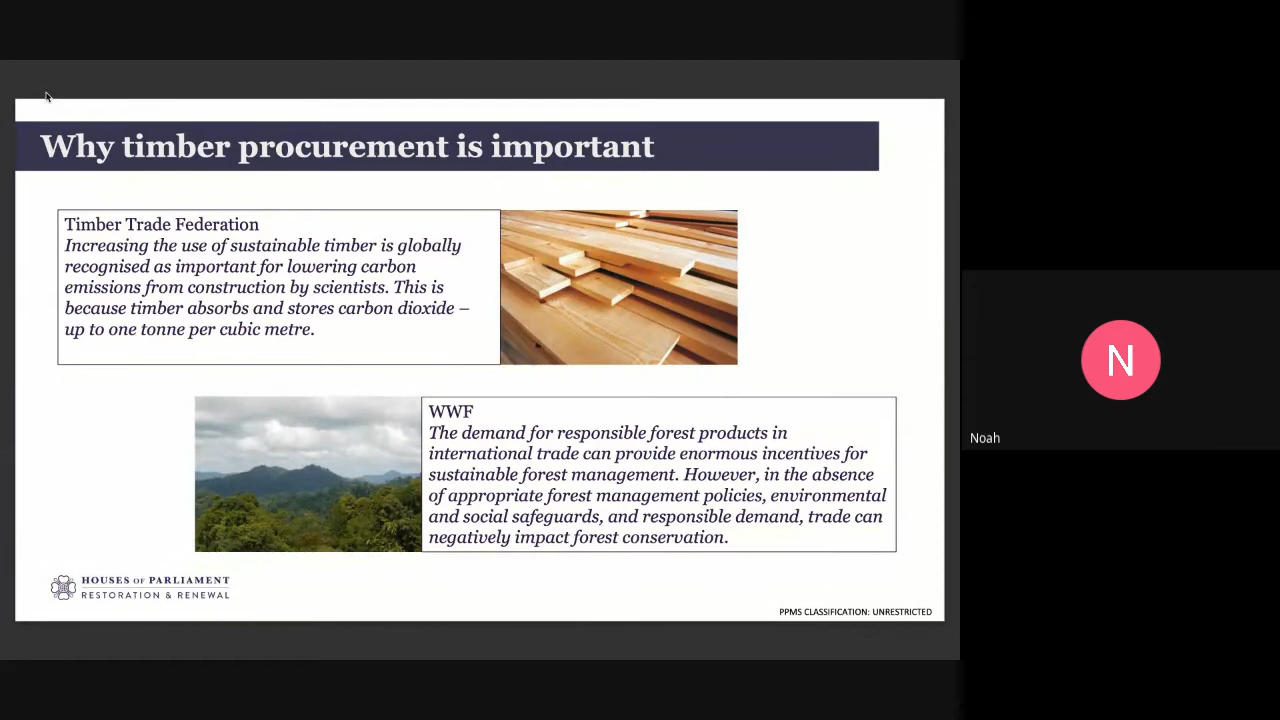 Why timber procurement is important
Timber Trade Federation
Increasing the use of sustainable timber is globally
recognised as important for lowering carbon
emissions from construction by scientists. This is
because timber absorbs and stores carbon dioxide –
up to one tonne per cubic metre.
WWF
The demand for responsible forest products in
international trade can provide enormous incentives for
sustainable forest management. However, in the absence
of appropriate forest management policies, environmental
and social safeguards, and responsible demand, trade can
negatively impact forest conservation.
HOUSES OF PARLIAMENT
RESTORATION & RENEWAL
PPMS CLASSIFICATION: UNRESTRICTED
N
Noah